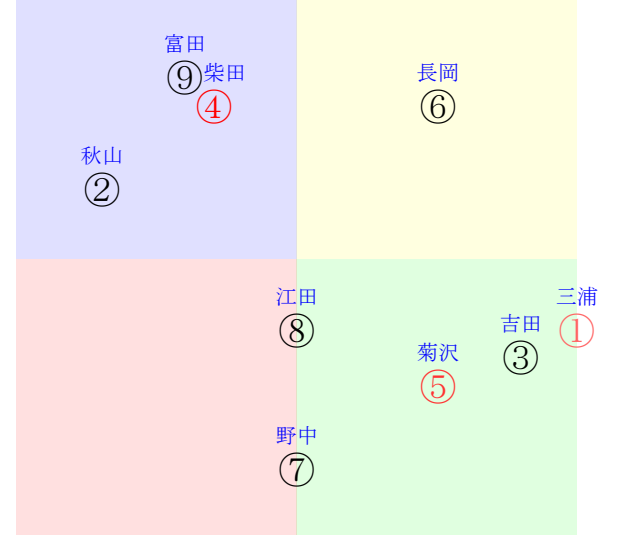 富田
⑨
柴田
④
長岡
⑥
秋山
②
江田
⑧
三浦
①
吉田
③
菊沢
⑤
野中
⑦